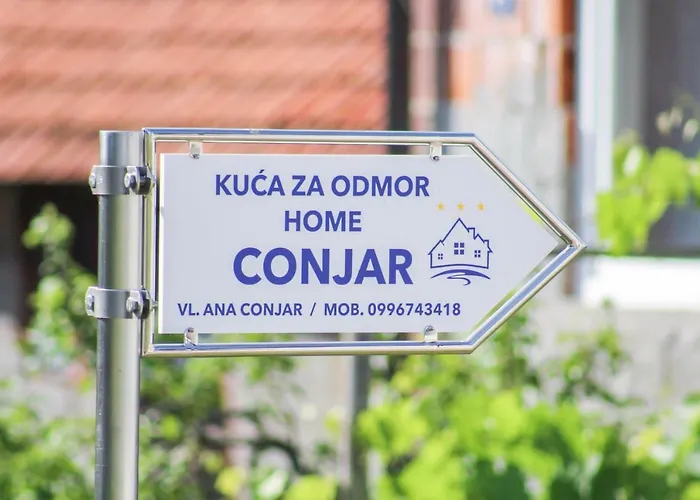 KUĆA ZA ODMOR
HOME
CONJAR
VL. ANA CONJAR / MOB. 0996743418